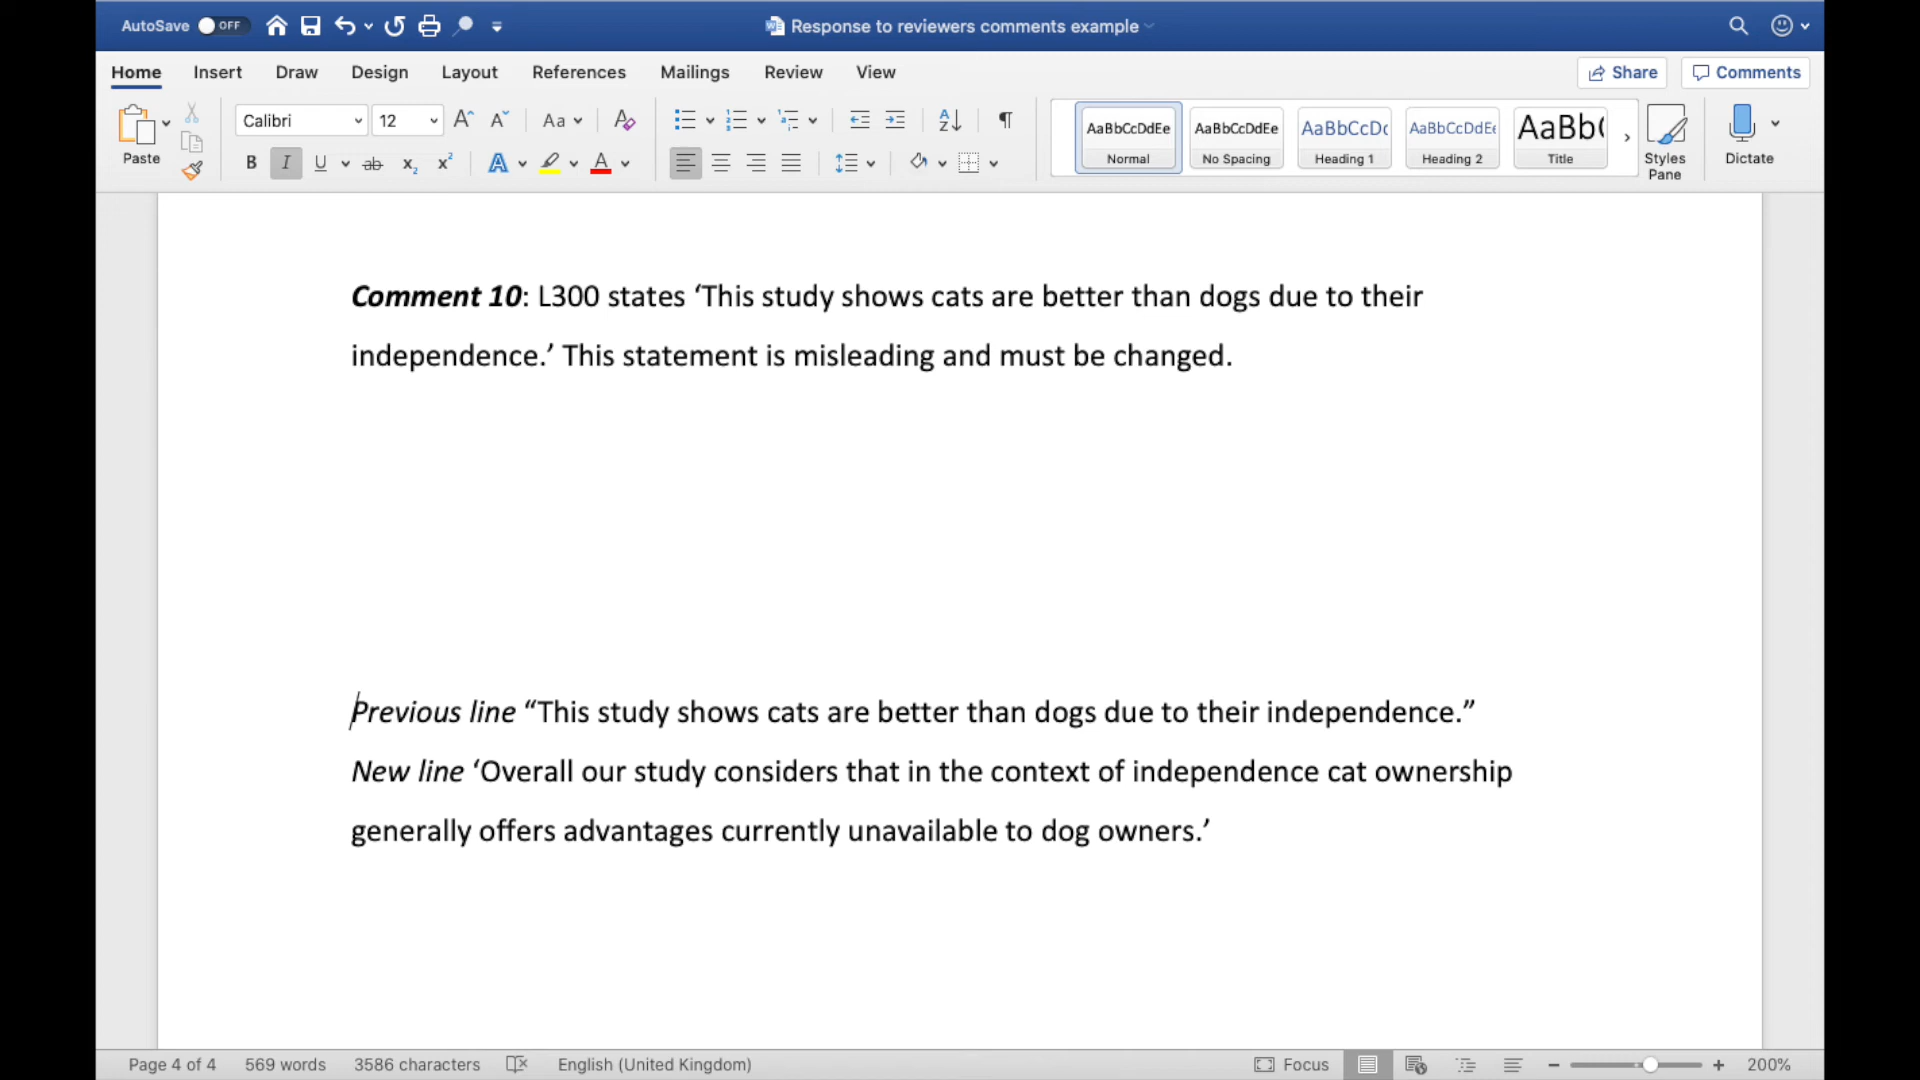 AutoSave OFF Response to reviewers comments example
Home Insert Draw Design Layout References Mailings Review View Share Comments
Paste Calibri 12 Aa AaBbCcDdEe Normal AaBbCcDdEe No Spacing AaBbCcDc Heading 1 AaBbCcDdEe Heading 2 AaBb( Title Styles Pane Dictate
B I U ab x₂ x² A A
Comment 10: L300 states ‘This study shows cats are better than dogs due to their
independence.’ This statement is misleading and must be changed.
Previous line “This study shows cats are better than dogs due to their independence.”
New line ‘Overall our study considers that in the context of independence cat ownership
generally offers advantages currently unavailable to dog owners.’
Page 4 of 4 569 words 3586 characters English (United Kingdom) Focus 200%